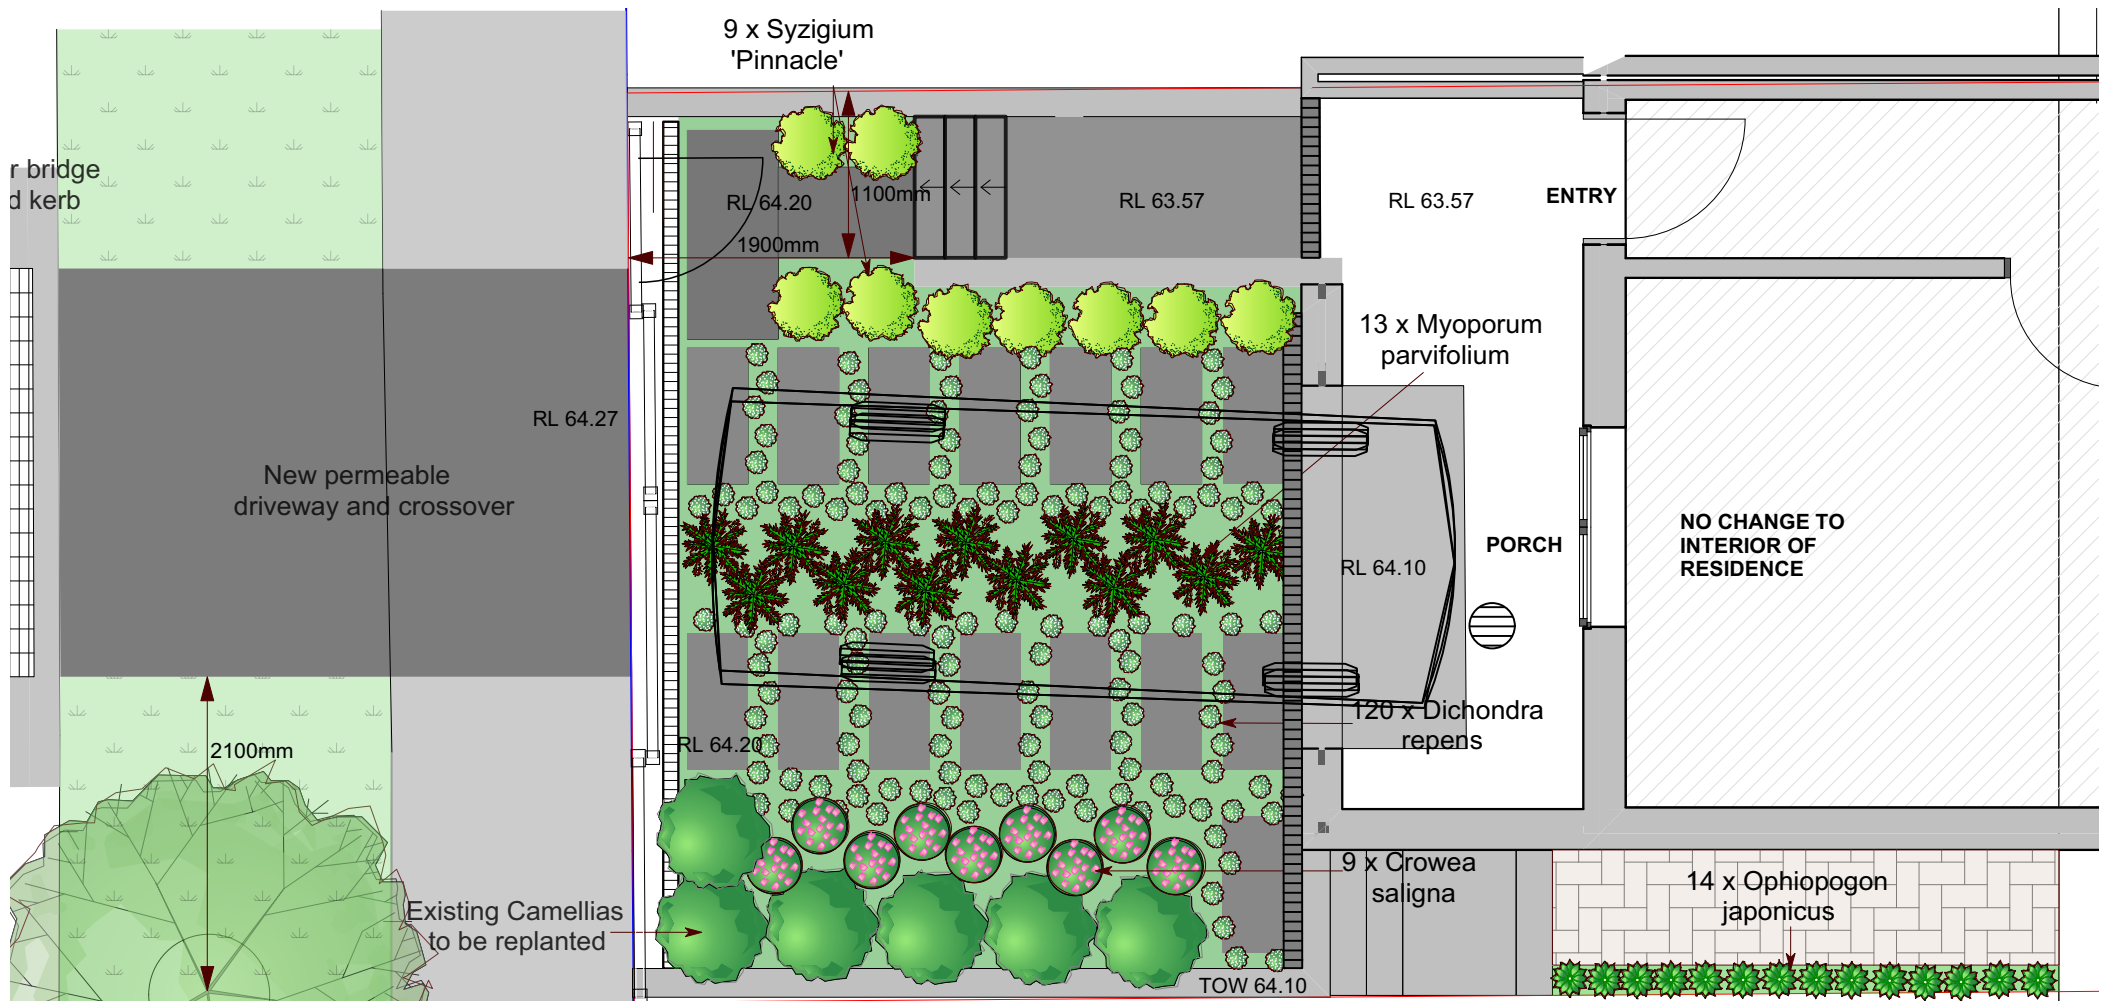 9 x Syzigium
'Pinnacle'
r bridge
d kerb
RL 64.20
1100mm
RL 63.57
RL 63.57
ENTRY
1900mm
13 x Myoporum
parvifolium
RL 64.27
New permeable
driveway and crossover
NO CHANGE TO
INTERIOR OF
RESIDENCE
PORCH
RL 64.10
120 x Dichondra
repens
RL 64.20
2100mm
9 x Crowea
saligna
14 x Ophiopogon
japonicus
Existing Camellias
to be replanted
TOW 64.10